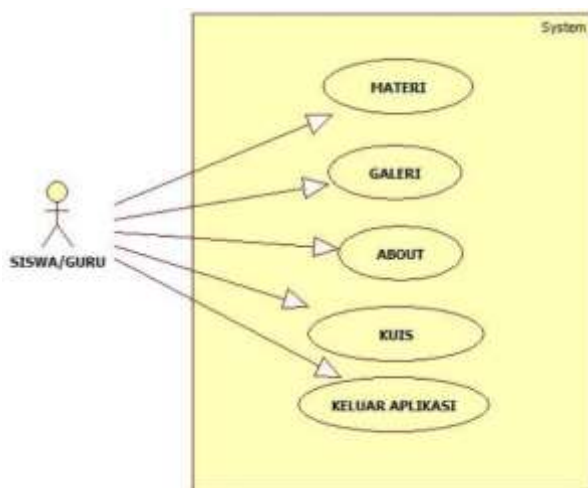 System
MATERI
GALERI
SISWA/GURU
ABOUT
KUIS
KELUAR APLIKASI